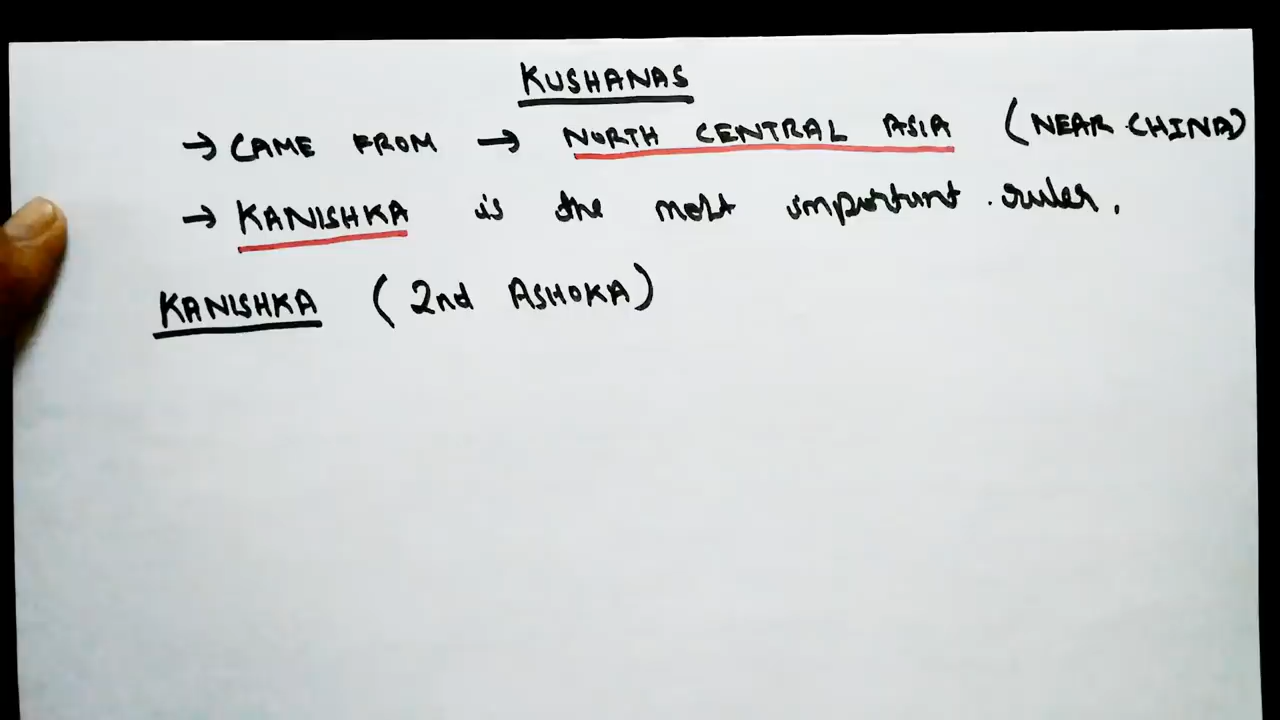 KUSHANAS
→ CAME FROM → NORTH CENTRAL ASIA (NEAR CHINA)
→ KANISHKA is the most important ruler.
KANISHKA (2nd ASHOKA)